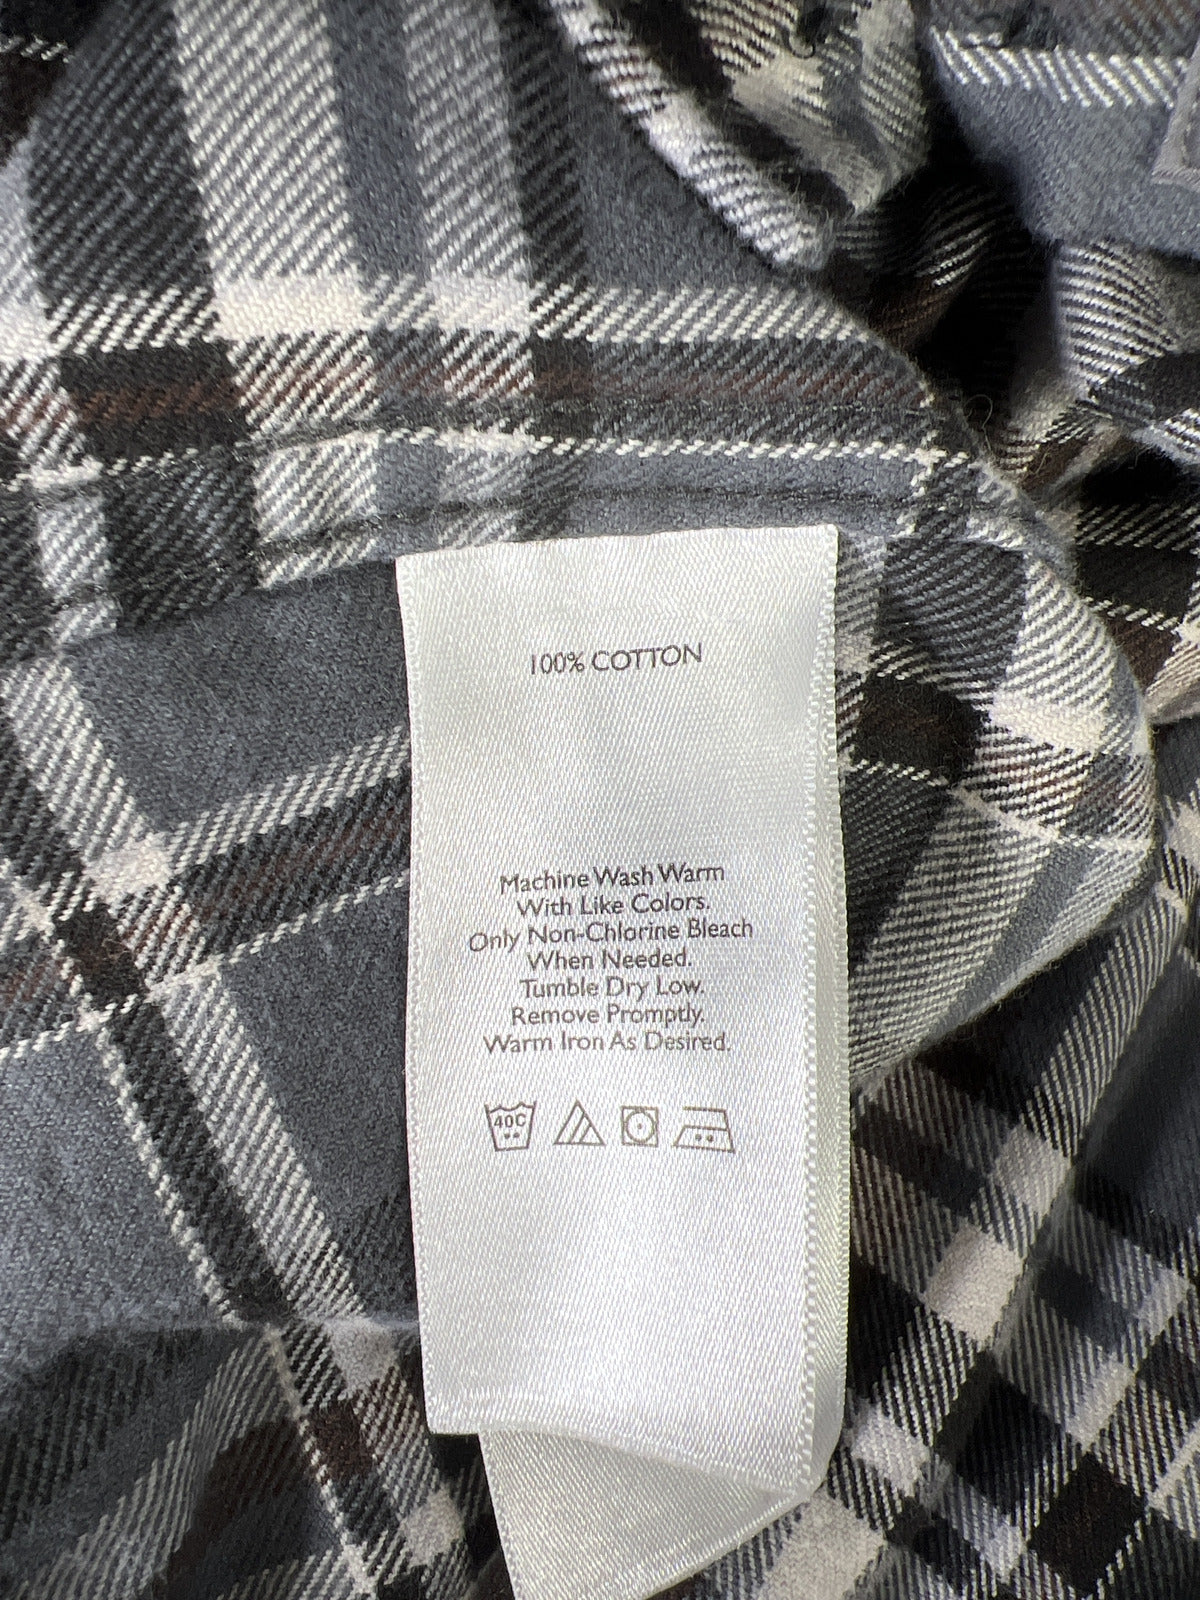 100% COTTON
Machine Wash Warm
With Like Colors.
Only Non-Chlorine Bleach
When Needed.
Tumble Dry Low.
Remove Promptly.
Warm Iron As Desired.
40C